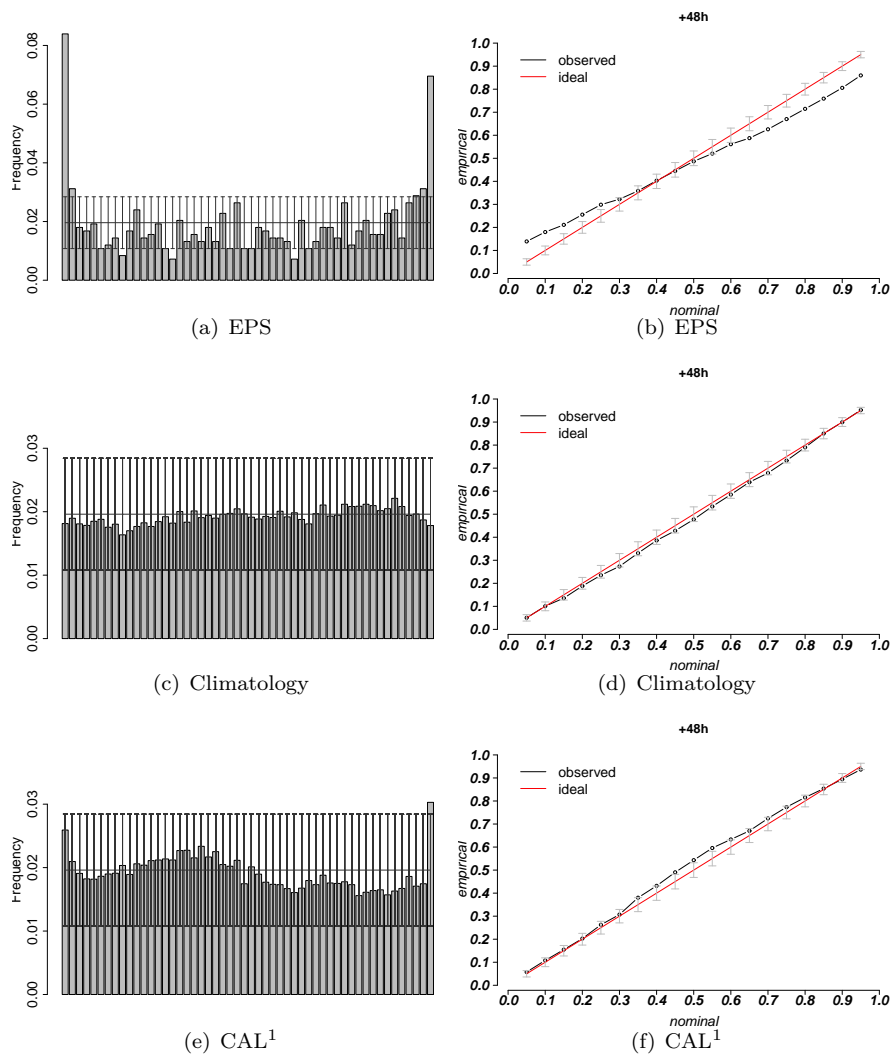 +48h
Frequency
0.00 0.02 0.04 0.06 0.08
empirical
1.0
0.9
0.8
0.7
0.6
0.5
0.4
0.3
0.2
0.1
0.0
observed
ideal
0.0 0.1 0.2 0.3 0.4 0.5 0.6 0.7 0.8 0.9 1.0
nominal
(a) EPS
(b) EPS
+48h
Frequency
0.00 0.01 0.02 0.03
empirical
1.0
0.9
0.8
0.7
0.6
0.5
0.4
0.3
0.2
0.1
0.0
observed
ideal
0.0 0.1 0.2 0.3 0.4 0.5 0.6 0.7 0.8 0.9 1.0
nominal
(c) Climatology
(d) Climatology
+48h
Frequency
0.00 0.01 0.02 0.03
empirical
1.0
0.9
0.8
0.7
0.6
0.5
0.4
0.3
0.2
0.1
0.0
observed
ideal
0.0 0.1 0.2 0.3 0.4 0.5 0.6 0.7 0.8 0.9 1.0
nominal
(e) CAL¹
(f) CAL¹